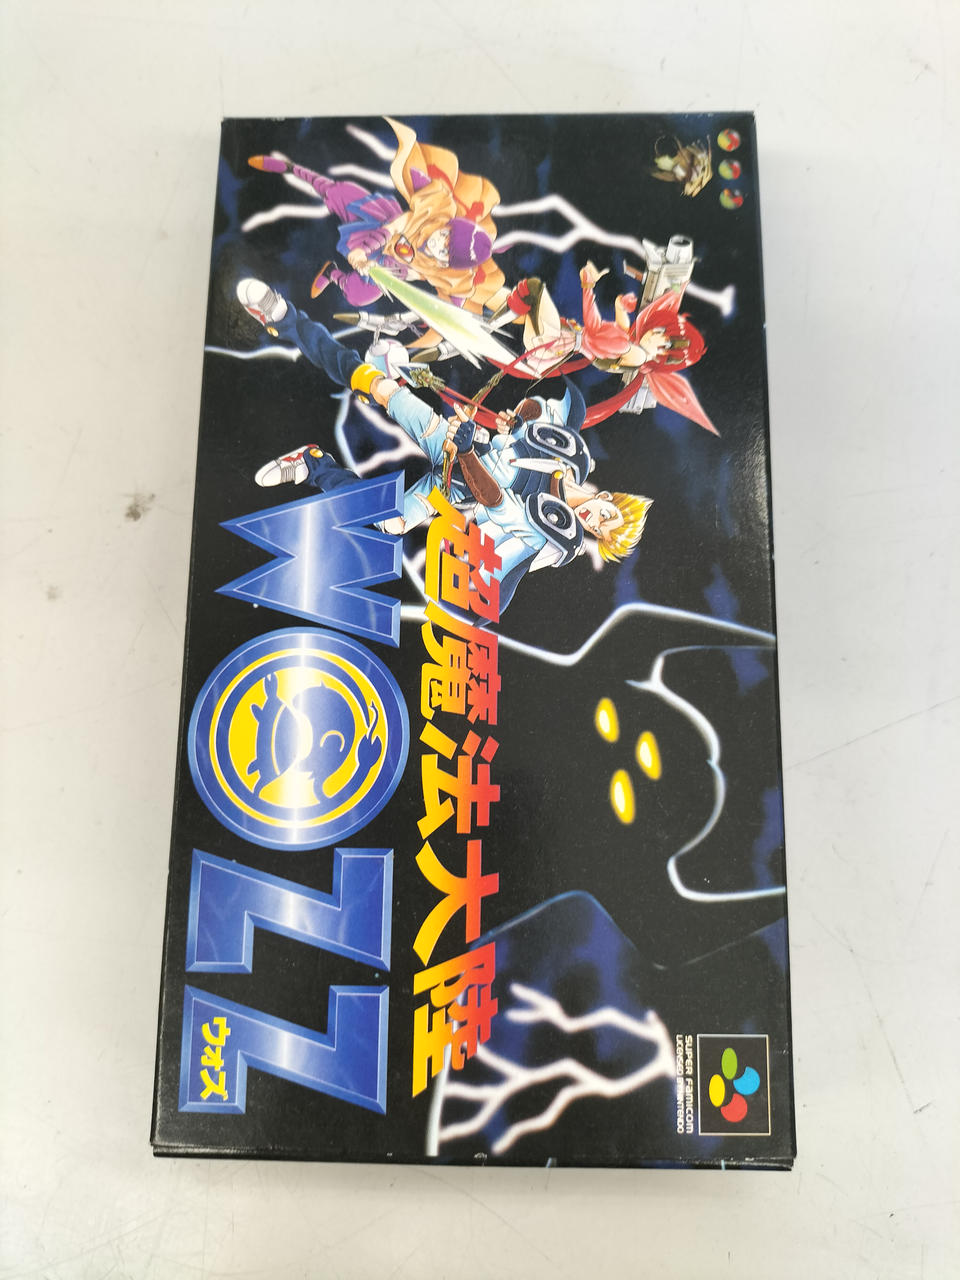 超魔法大陸
WOZZ
ウォズ
SUPER FAMICOM
LICENSED BY NINTENDO